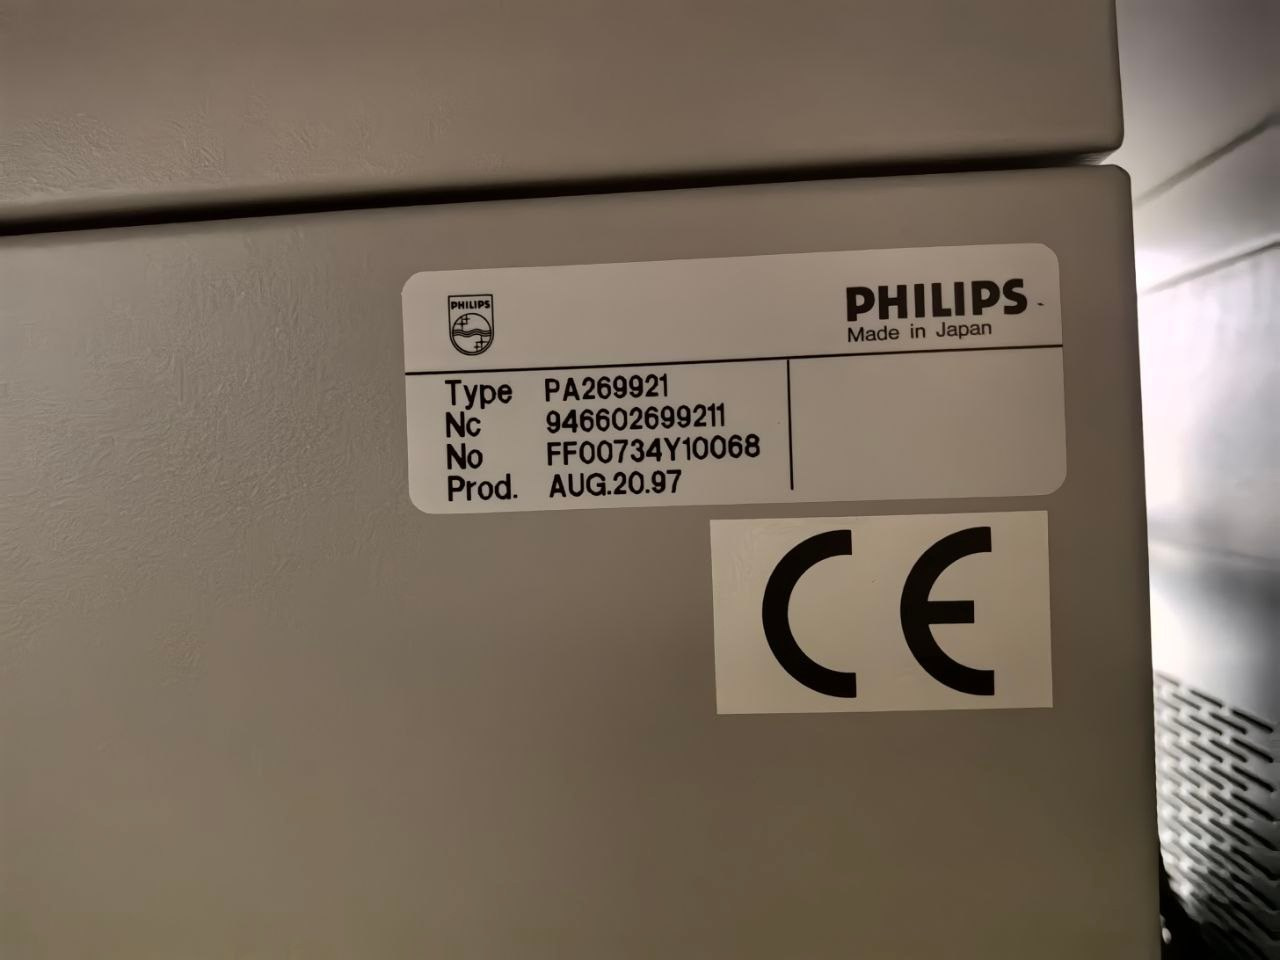 PHILIPS
PHILIPS
Made in Japan
Type PA269921
Nc 946602699211
No FF00734Y10068
Prod. AUG.20.97
CE